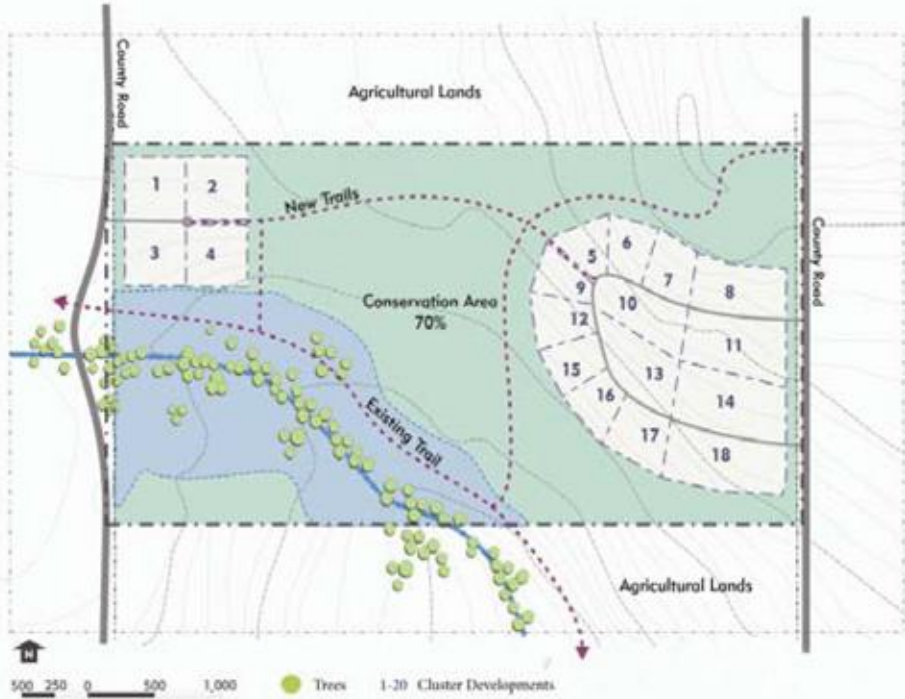 County Road
Agricultural Lands
1
2
3
4
New Trails
Conservation Area
70%
5
6
7
8
9
10
11
12
13
14
15
16
17
18
County Road
Existing Trail
Agricultural Lands
N
500 250 0 500 1,000
Trees
1-20 Cluster Developments